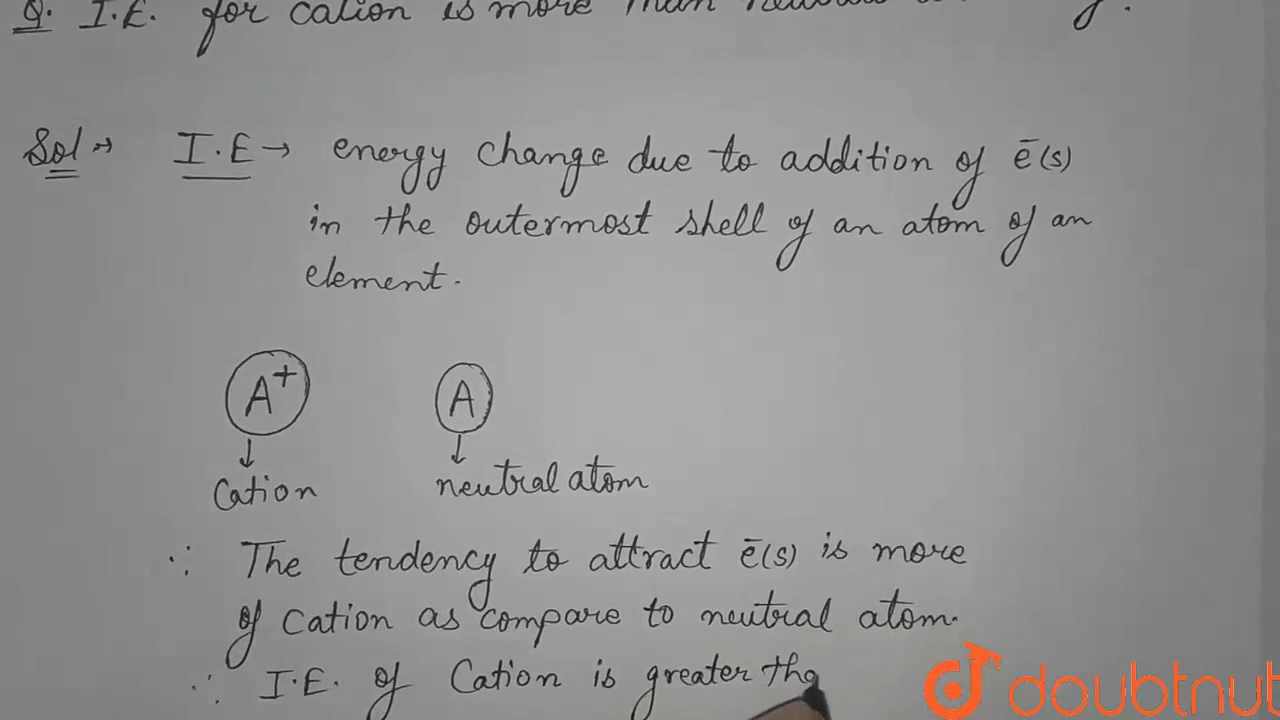 Q. I.E. for cation is more than
Sol → I.E → energy change due to addition of ē(s)
in the outermost shell of an atom of an
element.
A+ A
Cation neutral atom
∵ The tendency to attract ē(s) is more
of cation as compare to neutral atom.
∴ I.E. of Cation is greater tha
doubtnut